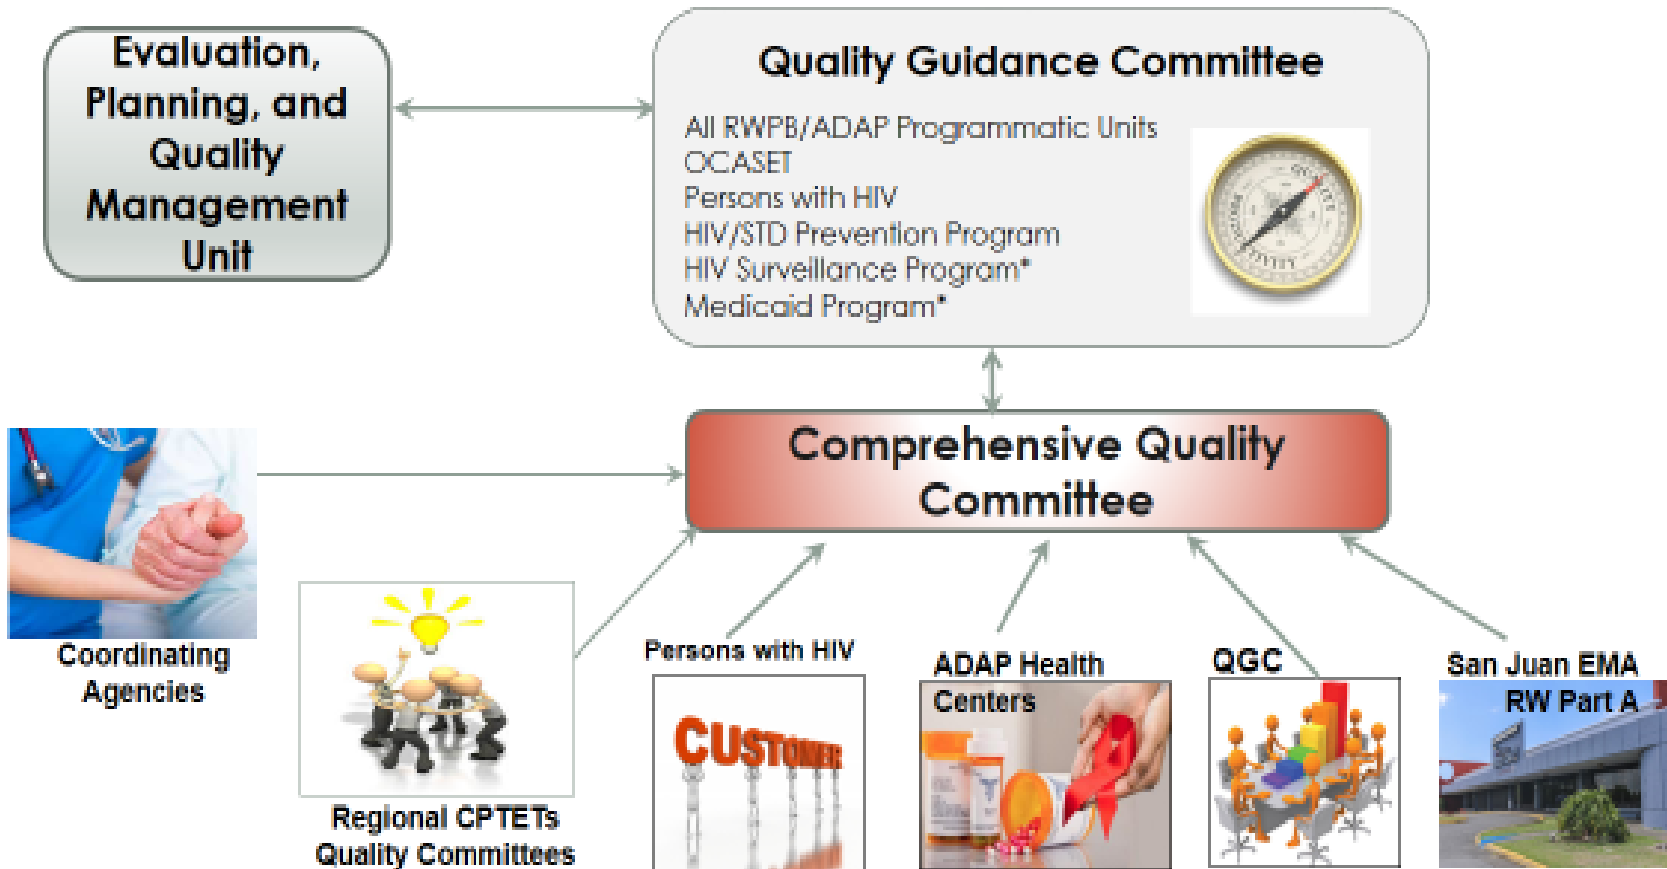 Evaluation,
Planning, and
Quality
Management
Unit
Quality Guidance Committee
All RWPB/ADAP Programmatic Units
OCASET
Persons with HIV
HIV/STD Prevention Program
HIV Surveillance Program*
Medicaid Program*
QUALITY
Comprehensive Quality
Committee
Coordinating
Agencies
Regional CPTETs
Quality Committees
Persons with HIV
CUSTOMER
ADAP Health
Centers
QGC
San Juan EMA
RW Part A